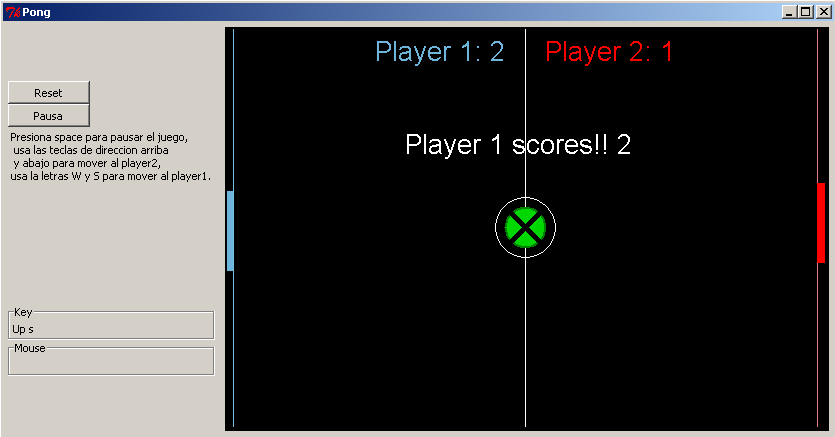 Pong
Player 1: 2
Player 2: 1
Player 1 scores!! 2
Reset
Pausa
Presiona space para pausar el juego,
usa las teclas de direccion arriba
y abajo para mover al player2,
usa la letras W y S para mover al player1.
Key
Up s
Mouse